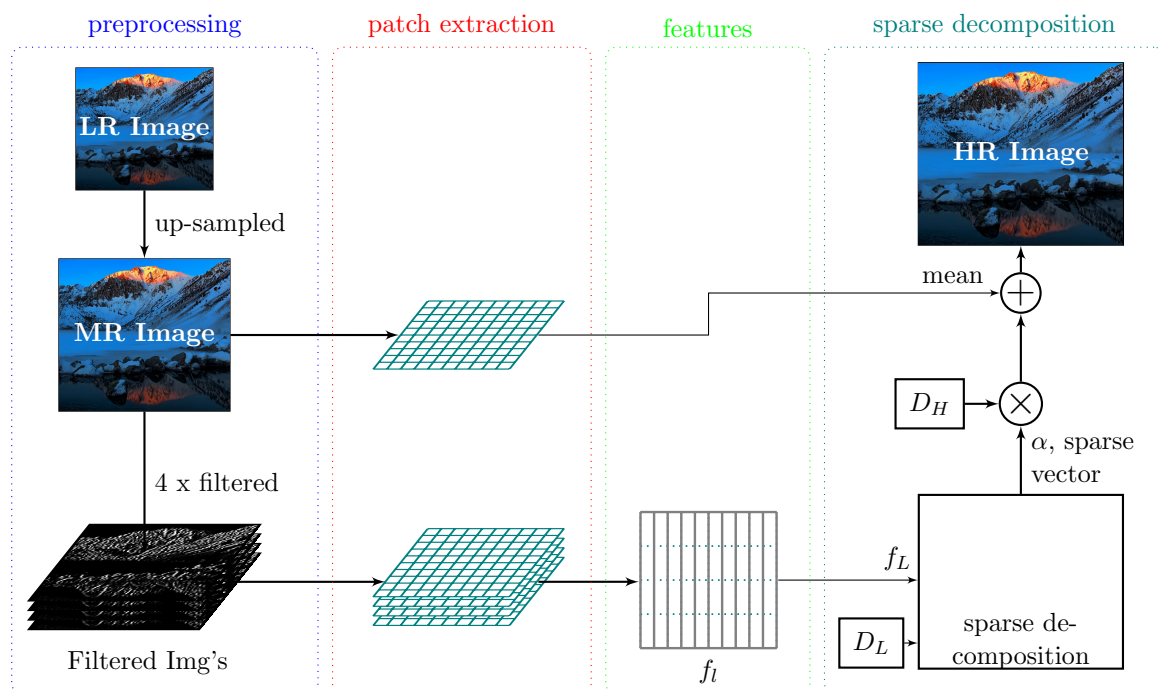 preprocessing
patch extraction
features
sparse decomposition
LR Image
HR Image
up-sampled
mean
MR Image
D_H
α, sparse
vector
4 x filtered
f_L
D_L
sparse de-
composition
Filtered Img's
f_l